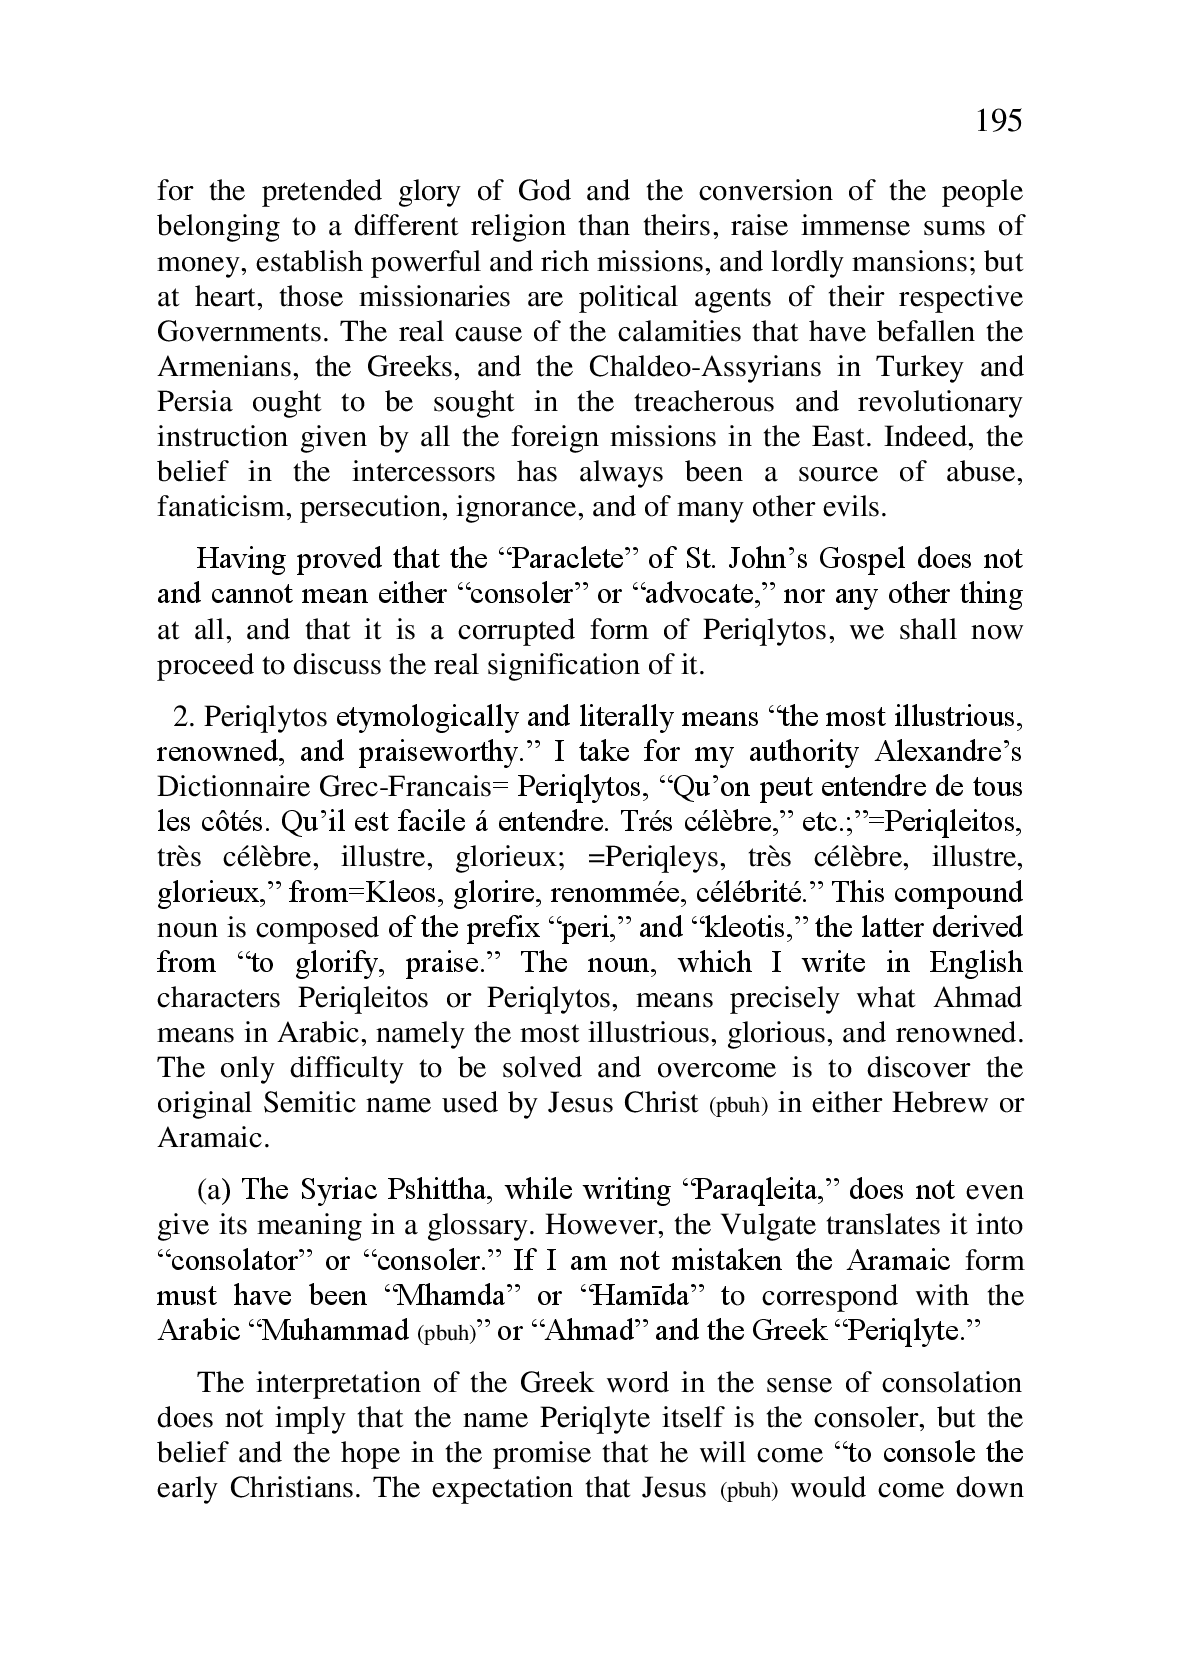 195
for the pretended glory of God and the conversion of the people
belonging to a different religion than theirs, raise immense sums of
money, establish powerful and rich missions, and lordly mansions; but
at heart, those missionaries are political agents of their respective
Governments. The real cause of the calamities that have befallen the
Armenians, the Greeks, and the Chaldeo-Assyrians in Turkey and
Persia ought to be sought in the treacherous and revolutionary
instruction given by all the foreign missions in the East. Indeed, the
belief in the intercessors has always been a source of abuse,
fanaticism, persecution, ignorance, and of many other evils.
Having proved that the “Paraclete” of St. John’s Gospel does not
and cannot mean either “consoler” or “advocate,” nor any other thing
at all, and that it is a corrupted form of Periqlytos, we shall now
proceed to discuss the real signification of it.
2. Periqlytos etymologically and literally means “the most illustrious,
renowned, and praiseworthy.” I take for my authority Alexandre’s
Dictionnaire Grec-Francais= Periqlytos, “Qu’on peut entendre de tous
les côtés. Qu’il est facile á entendre. Trés célèbre,” etc.;”=Periqleitos,
très célèbre, illustre, glorieux; =Periqleys, très célèbre, illustre,
glorieux,” from=Kleos, glorire, renommée, célébrité.” This compound
noun is composed of the prefix “peri,” and “kleotis,” the latter derived
from “to glorify, praise.” The noun, which I write in English
characters Periqleitos or Periqlytos, means precisely what Ahmad
means in Arabic, namely the most illustrious, glorious, and renowned.
The only difficulty to be solved and overcome is to discover the
original Semitic name used by Jesus Christ (pbuh) in either Hebrew or
Aramaic.
(a) The Syriac Pshittha, while writing “Paraqleita,” does not even
give its meaning in a glossary. However, the Vulgate translates it into
“consolator” or “consoler.” If I am not mistaken the Aramaic form
must have been “Mhamda” or “Hamīda” to correspond with the
Arabic “Muhammad (pbuh)” or “Ahmad” and the Greek “Periqlyte.”
The interpretation of the Greek word in the sense of consolation
does not imply that the name Periqlyte itself is the consoler, but the
belief and the hope in the promise that he will come “to console the
early Christians. The expectation that Jesus (pbuh) would come down